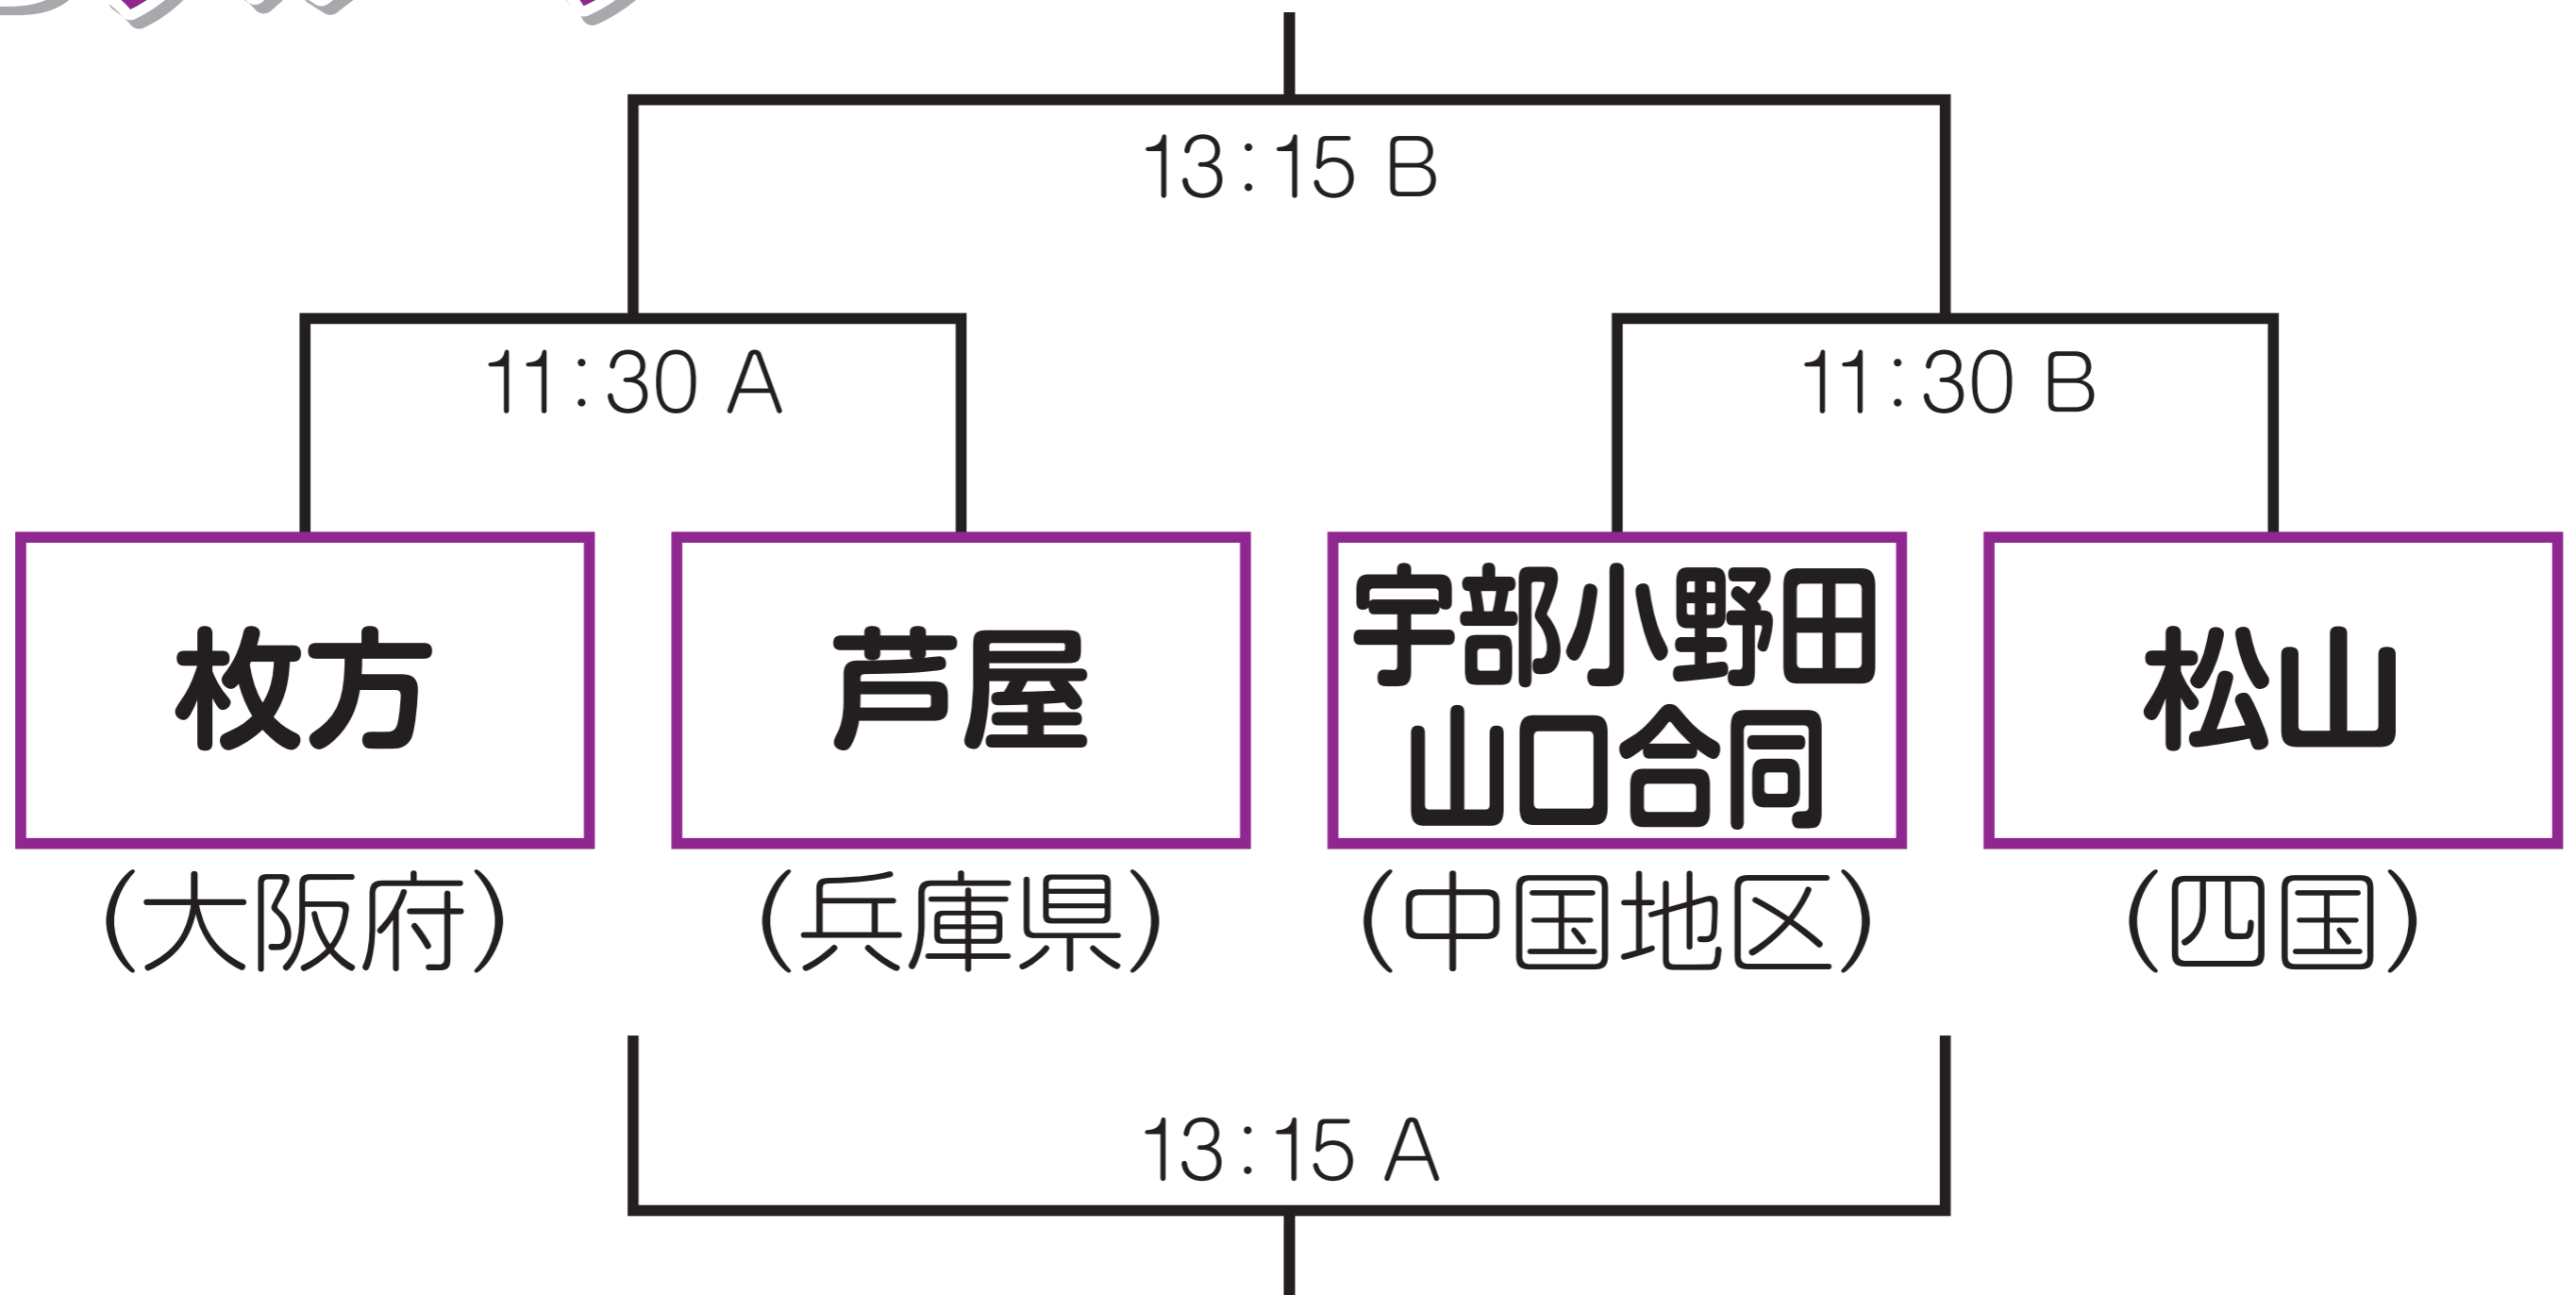 13:15 B
11:30 A
11:30 B
枚方
芦屋
宇部小野田
山口合同
松山
(大阪府)
(兵庫県)
(中国地区)
(四国)
13:15 A